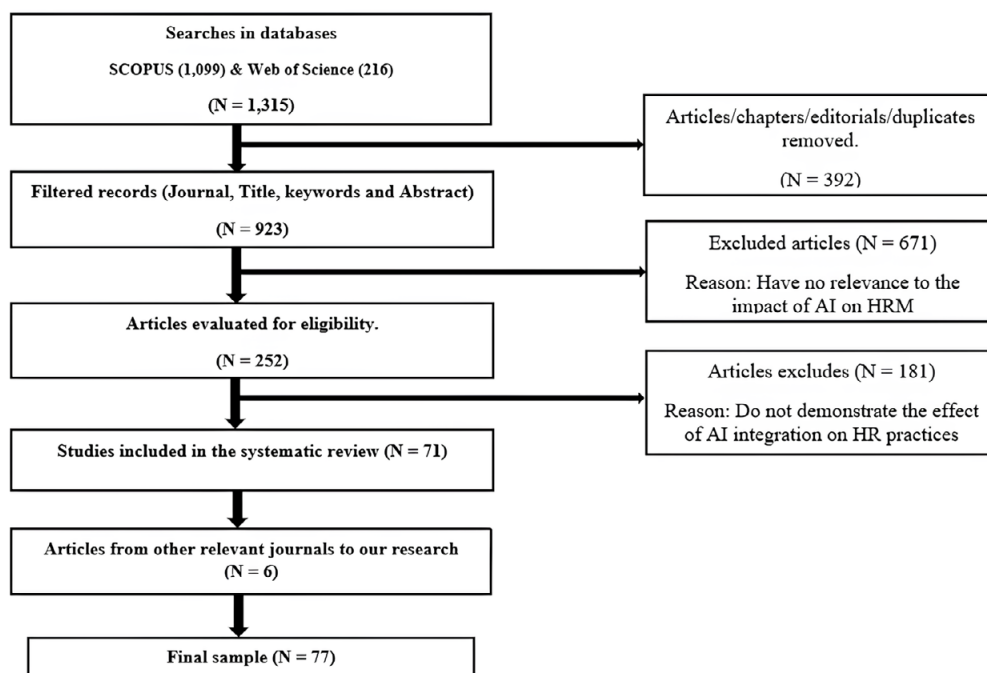 Searches in databases
SCOPUS (1,099) & Web of Science (216)
(N = 1,315)
Articles/chapters/editorials/duplicates
removed.
(N = 392)
Filtered records (Journal, Title, keywords and Abstract)
(N = 923)
Excluded articles (N = 671)
Reason: Have no relevance to the
impact of AI on HRM
Articles evaluated for eligibility.
(N = 252)
Articles excludes (N = 181)
Reason: Do not demonstrate the effect
of AI integration on HR practices
Studies included in the systematic review (N = 71)
Articles from other relevant journals to our research
(N = 6)
Final sample (N = 77)